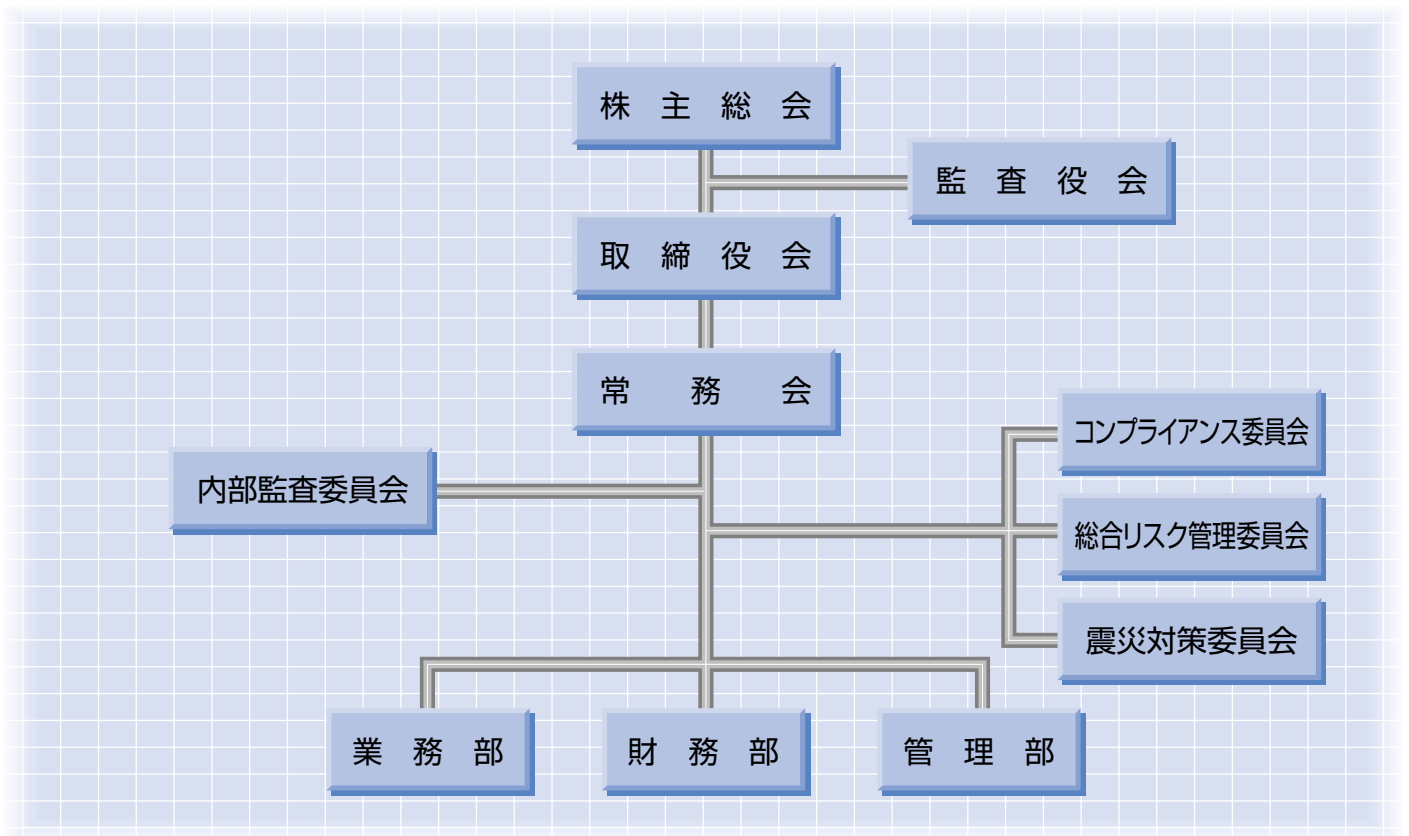 株主総会
監査役会
取締役会
常務会
コンプライアンス委員会
内部監査委員会
総合リスク管理委員会
震災対策委員会
業務部
財務部
管理部